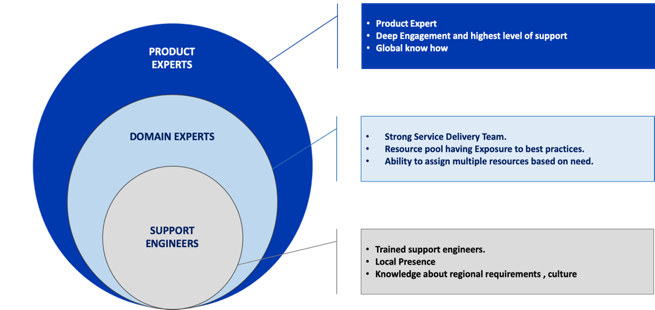 PRODUCT
EXPERTS
DOMAIN EXPERTS
SUPPORT
ENGINEERS
• Product Expert
• Deep Engagement and highest level of support
• Global know how
• Strong Service Delivery Team.
• Resource pool having Exposure to best practices.
• Ability to assign multiple resources based on need.
• Trained support engineers.
• Local Presence
• Knowledge about regional requirements , culture